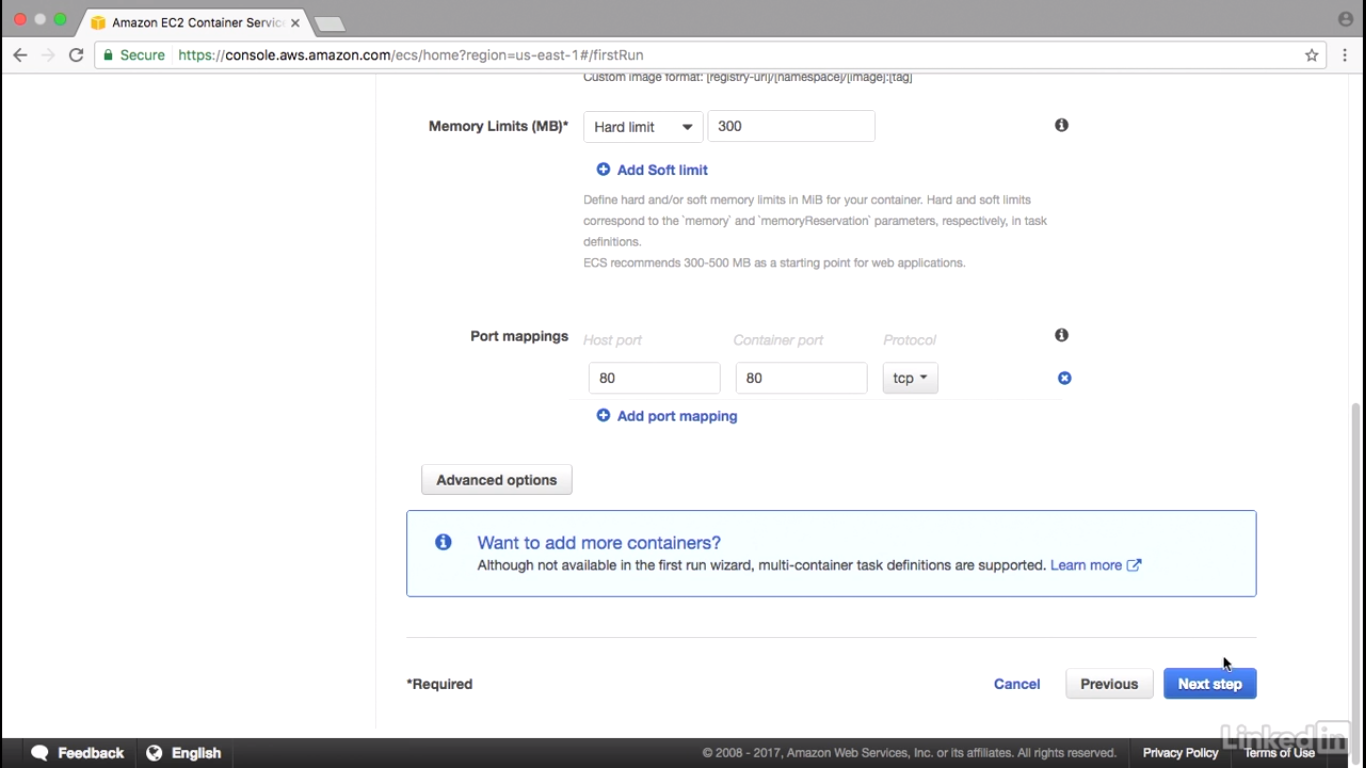 Amazon EC2 Container Servic
Secure https://console.aws.amazon.com/ecs/home?region=us-east-1#/firstRun
Custom image format: [registry-url]/[namespace]/[image]:[tag]
Memory Limits (MB)* Hard limit 300
Add Soft limit
Define hard and/or soft memory limits in MiB for your container. Hard and soft limits
correspond to the `memory` and `memoryReservation` parameters, respectively, in task
definitions.
ECS recommends 300-500 MB as a starting point for web applications.
Port mappings Host port Container port Protocol
80 80 tcp
Add port mapping
Advanced options
Want to add more containers?
Although not available in the first run wizard, multi-container task definitions are supported. Learn more
*Required Cancel Previous Next step
Feedback English © 2008 - 2017, Amazon Web Services, Inc. or its affiliates. All rights reserved. Privacy Policy Terms of Use
Linked in